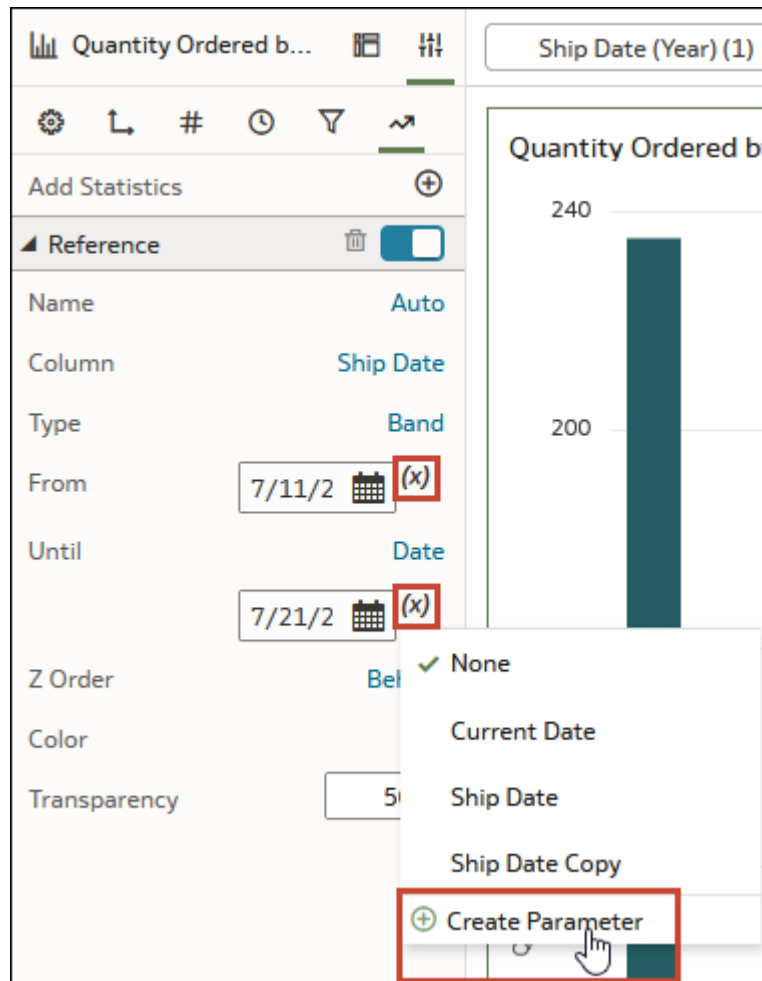 Quantity Ordered b...
Ship Date (Year) (1)
#
Add Statistics
Reference
Name Auto
Column Ship Date
Type Band
From 7/11/2 (x)
Until Date
7/21/2 (x)
Z Order
Color
Transparency
None
Current Date
Ship Date
Ship Date Copy
Create Parameter
Quantity Ordered b
240
200